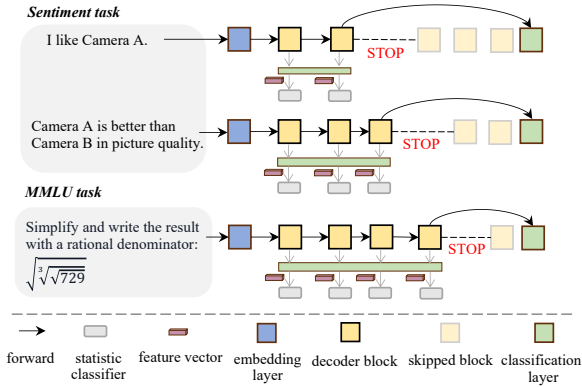 Sentiment task
I like Camera A.
STOP
Camera A is better than
Camera B in picture quality.
STOP
MMLU task
Simplify and write the result
with a rational denominator:
√(∛(√729))
STOP
forward
statistic
classifier
feature vector
embedding
layer
decoder block
skipped block
classification
layer